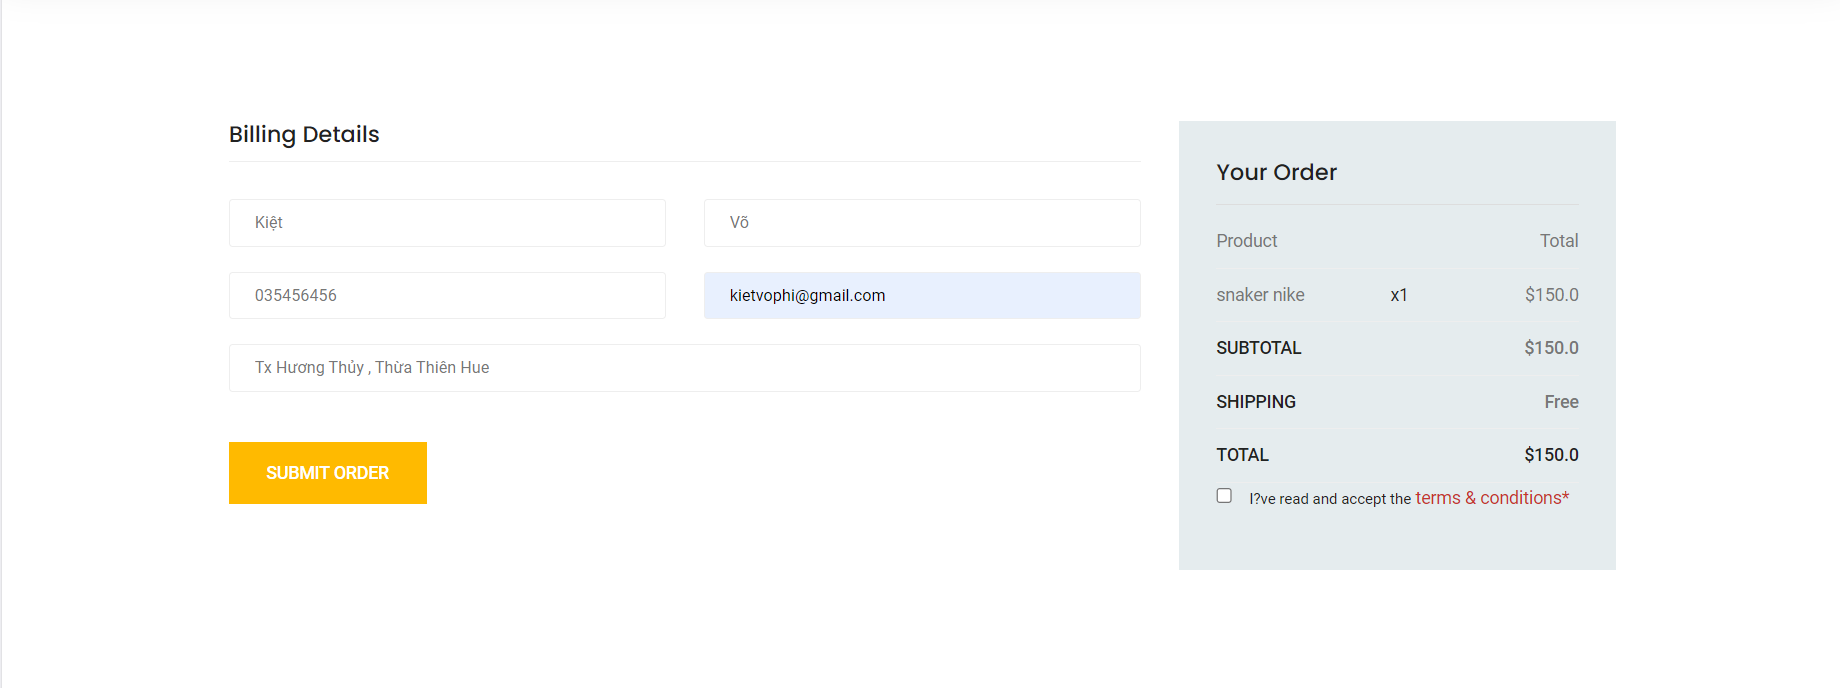 Billing Details
Kiệt
Võ
035456456
kietvophi@gmail.com
Tx Hương Thủy , Thừa Thiên Hue
SUBMIT ORDER
Your Order
Product Total
snaker nike x1 $150.0
SUBTOTAL $150.0
SHIPPING Free
TOTAL $150.0
I?ve read and accept the terms & conditions*